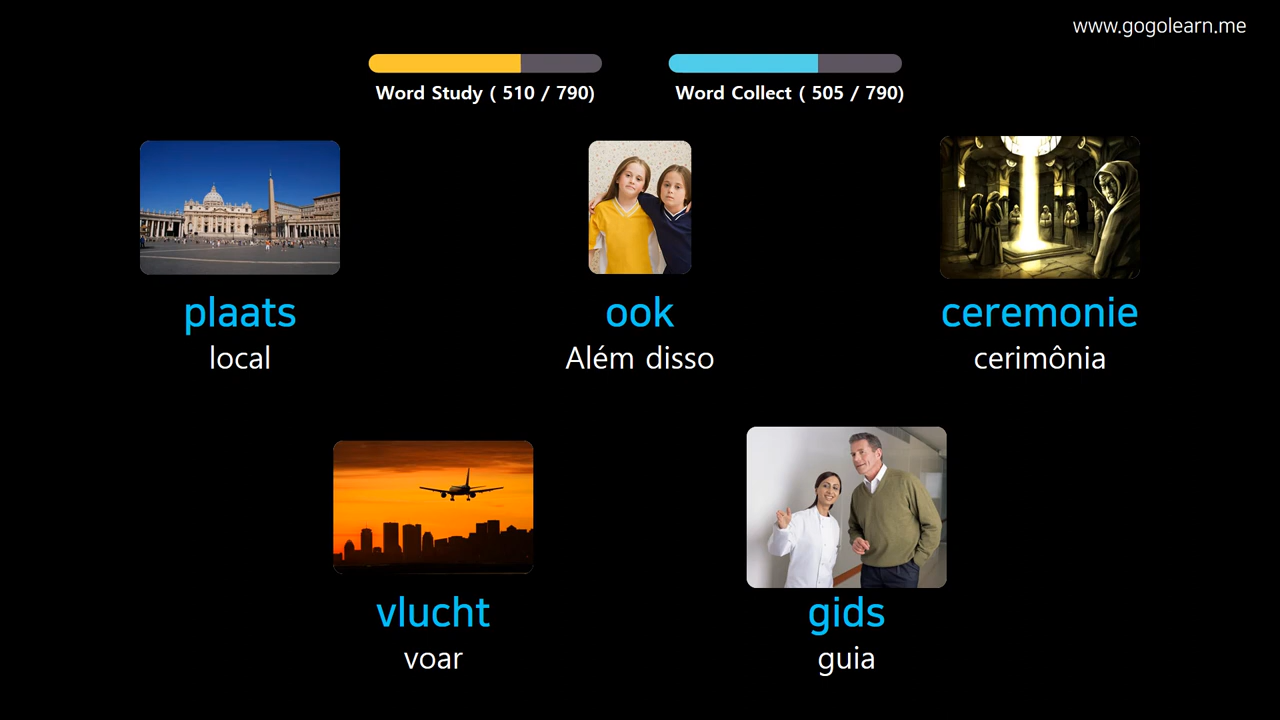 www.gogolearn.me
Word Study ( 510 / 790)
Word Collect ( 505 / 790)
plaats
local
ook
Além disso
ceremonie
cerimônia
vlucht
voar
gids
guia